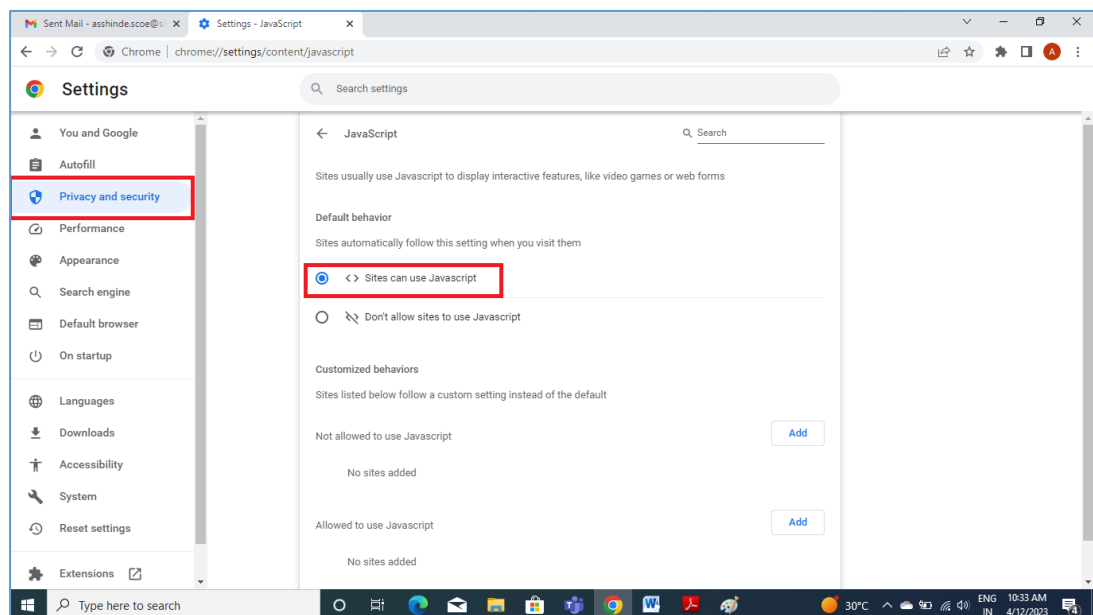 Sent Mail - asshinde.scoe@si
Settings - JavaScript
Chrome | chrome://settings/content/javascript
A
Settings
Search settings
You and Google
Autofill
Privacy and security
Performance
Appearance
Search engine
Default browser
On startup
Languages
Downloads
Accessibility
System
Reset settings
Extensions
JavaScript
Search
Sites usually use Javascript to display interactive features, like video games or web forms
Default behavior
Sites automatically follow this setting when you visit them
Sites can use Javascript
Don't allow sites to use Javascript
Customized behaviors
Sites listed below follow a custom setting instead of the default
Not allowed to use Javascript
Add
No sites added
Allowed to use Javascript
Add
No sites added
Type here to search
30°C
ENG
IN
10:33 AM
4/12/2023
4